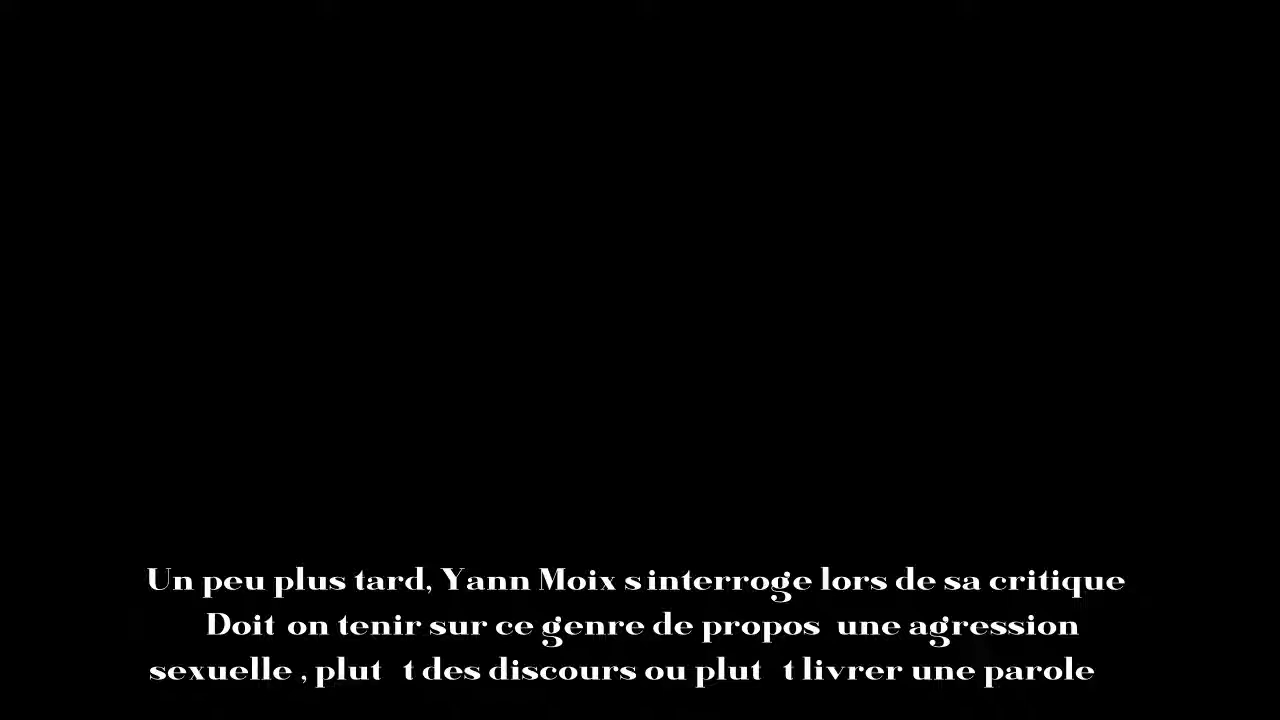 Un peu plus tard, Yann Moix s interroge lors de sa critique
Doit on tenir sur ce genre de propos une agression
sexuelle , plut t des discours ou plut t livrer une parole